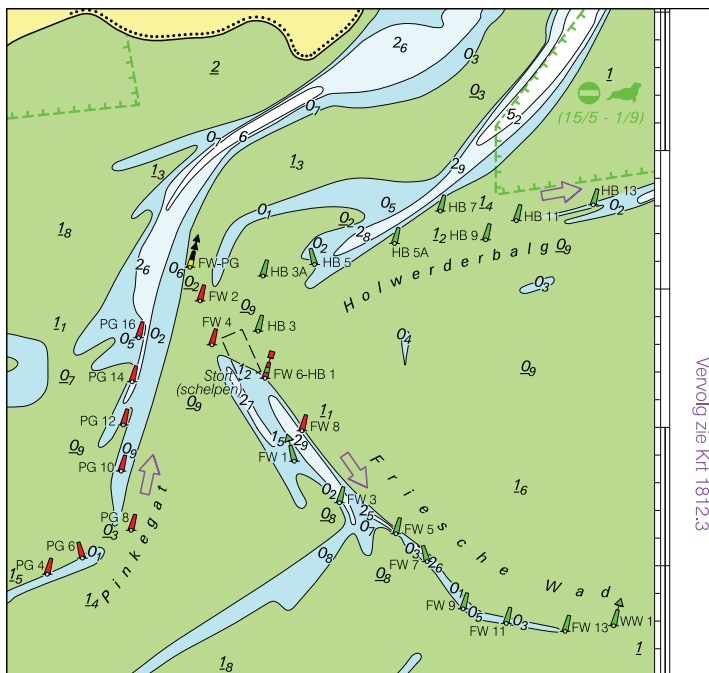 2
2₆
0₃
0₃
1
(15/5 - 1/9)
5₂
0₇
0₇
6
1₃
1₃
2₉
1₈
0₁
0₅
0₂
HB 7
1₄
HB 13
0₂
HB 11
1₂
HB 9
2₈
HB 5A
0₉
2₆
0₆
FW-PG
0₂
HB 5
HB 3A
0₂
FW 2
Holwerderbalg
0₃
1₁
PG 16
0₅
0₂
FW 4
0₉
HB 3
0₄
0₇
PG 14
Stort
(schelpen)
1₂
FW 6-HB 1
0₉
0₉
2₇
1₁
PG 12
FW 8
0₉
0₉
1₅
2₉
FW 1
PG 10
Friesche Wad
1₆
0₂
FW 3
0₈
PG 8
0₃
Pinkegat
2₅
0₇
FW 5
PG 6
0₁
PG 4
1₅
0₈
0₃
FW 7
2₆
0₈
1₄
0₁
FW 9
0₅
0₃
FW 11
FW 13
WW 1
1₈
1
Vervolg zie Krt 1812.3